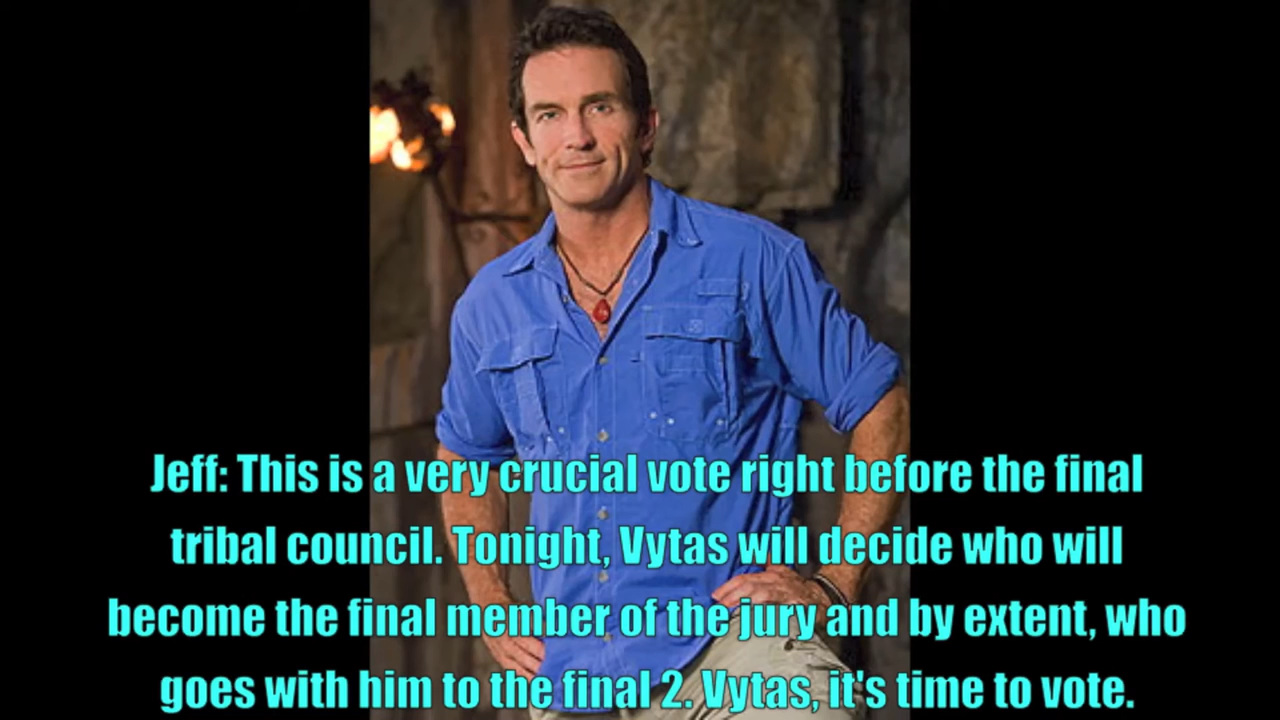 Jeff: This is a very crucial vote right before the final
tribal council. Tonight, Vytas will decide who will
become the final member of the jury and by extent, who
goes with him to the final 2. Vytas, it's time to vote.